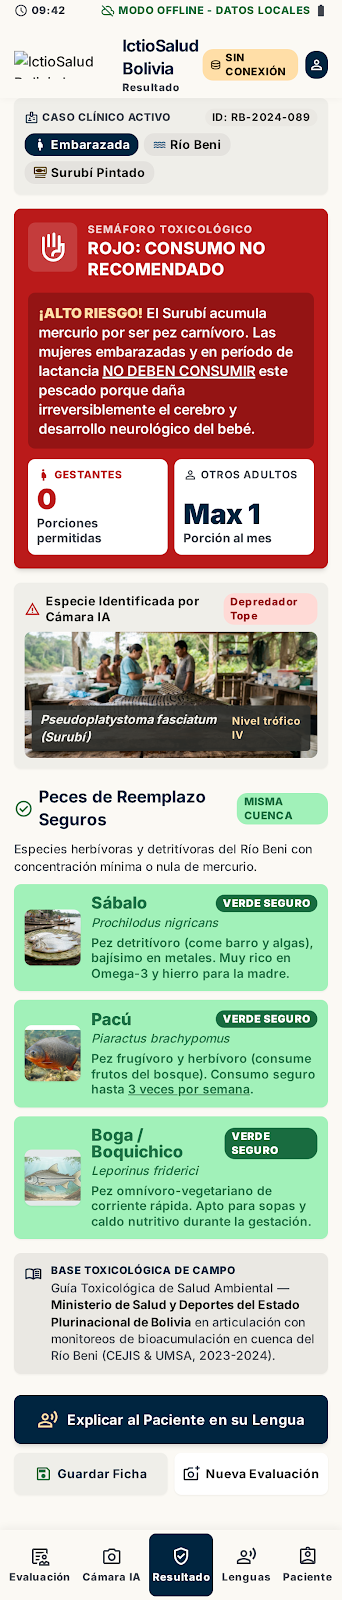 09:42
MODO OFFLINE - DATOS LOCALES
IctioSalud
IctioSalud
Bolivia
Resultado
SIN
CONEXIÓN
CASO CLÍNICO ACTIVO
ID: RB-2024-089
Embarazada
Río Beni
Surubí Pintado
SEMÁFORO TOXICOLÓGICO
ROJO: CONSUMO NO
RECOMENDADO
¡ALTO RIESGO! El Surubí acumula
mercurio por ser pez carnívoro. Las
mujeres embarazadas y en período de
lactancia NO DEBEN CONSUMIR este
pescado porque daña
irreversiblemente el cerebro y
desarrollo neurológico del bebé.
GESTANTES
0
Porciones
permitidas
OTROS ADULTOS
Max 1
Porción al mes
Especie Identificada por
Cámara IA
Depredador
Tope
Pseudoplatystoma fasciatum
(Surubí)
Nivel trófico
IV
Peces de Reemplazo
Seguros
MISMA
CUENCA
Especies herbívoras y detritívoras del Río Beni con
concentración mínima o nula de mercurio.
Sábalo
VERDE SEGURO
Prochilodus nigricans
Pez detritívoro (come barro y algas),
bajísimo en metales. Muy rico en
Omega-3 y hierro para la madre.
Pacú
VERDE SEGURO
Piaractus brachypomus
Pez frugívoro y herbívoro (consume
frutos del bosque). Consumo seguro
hasta 3 veces por semana.
Boga /
Boquichico
VERDE
SEGURO
Leporinus friderici
Pez omnívoro-vegetariano de
corriente rápida. Apto para sopas y
caldo nutritivo durante la gestación.
BASE TOXICOLÓGICA DE CAMPO
Guía Toxicológica de Salud Ambiental —
Ministerio de Salud y Deportes del Estado
Plurinacional de Bolivia en articulación con
monitoreos de bioacumulación en cuenca del
Río Beni (CEJIS & UMSA, 2023-2024).
Explicar al Paciente en su Lengua
Guardar Ficha
Nueva Evaluación
Evaluación
Cámara IA
Resultado
Lenguas
Paciente